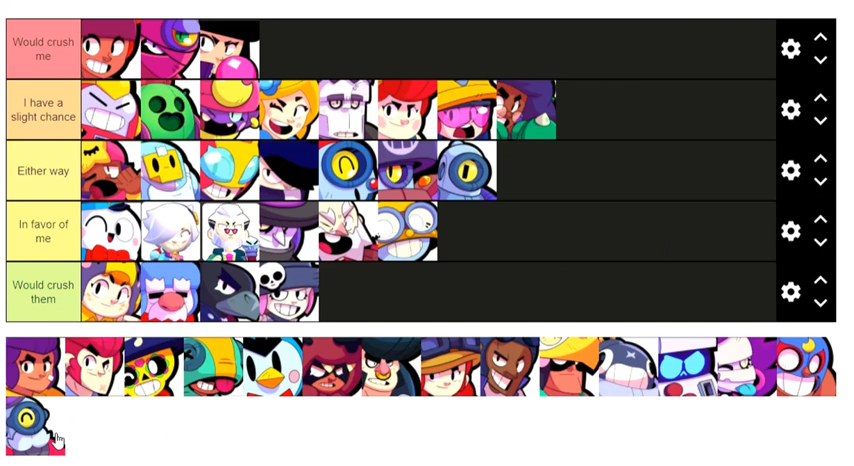 Would crush
me
I have a
slight chance
Either way
In favor of
me
Would crush
them